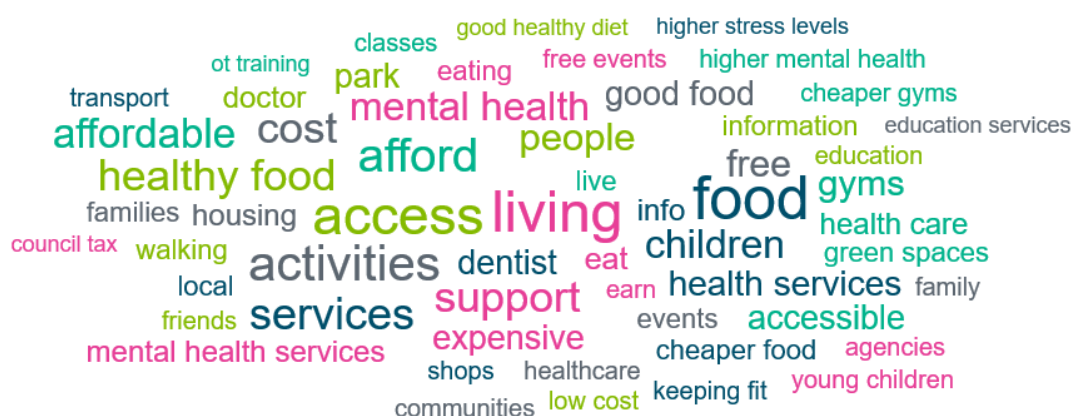 good healthy diet higher stress levels
classes
ot training park eating free events higher mental health
transport doctor mental health good food cheaper gyms
affordable cost afford people information education services
healthy food live free education
families housing access living info food gyms
council tax walking activities dentist eat children health care
green spaces
local support earn health services family
friends services expensive events accessible
mental health services cheaper food agencies
shops healthcare keeping fit young children
communities low cost